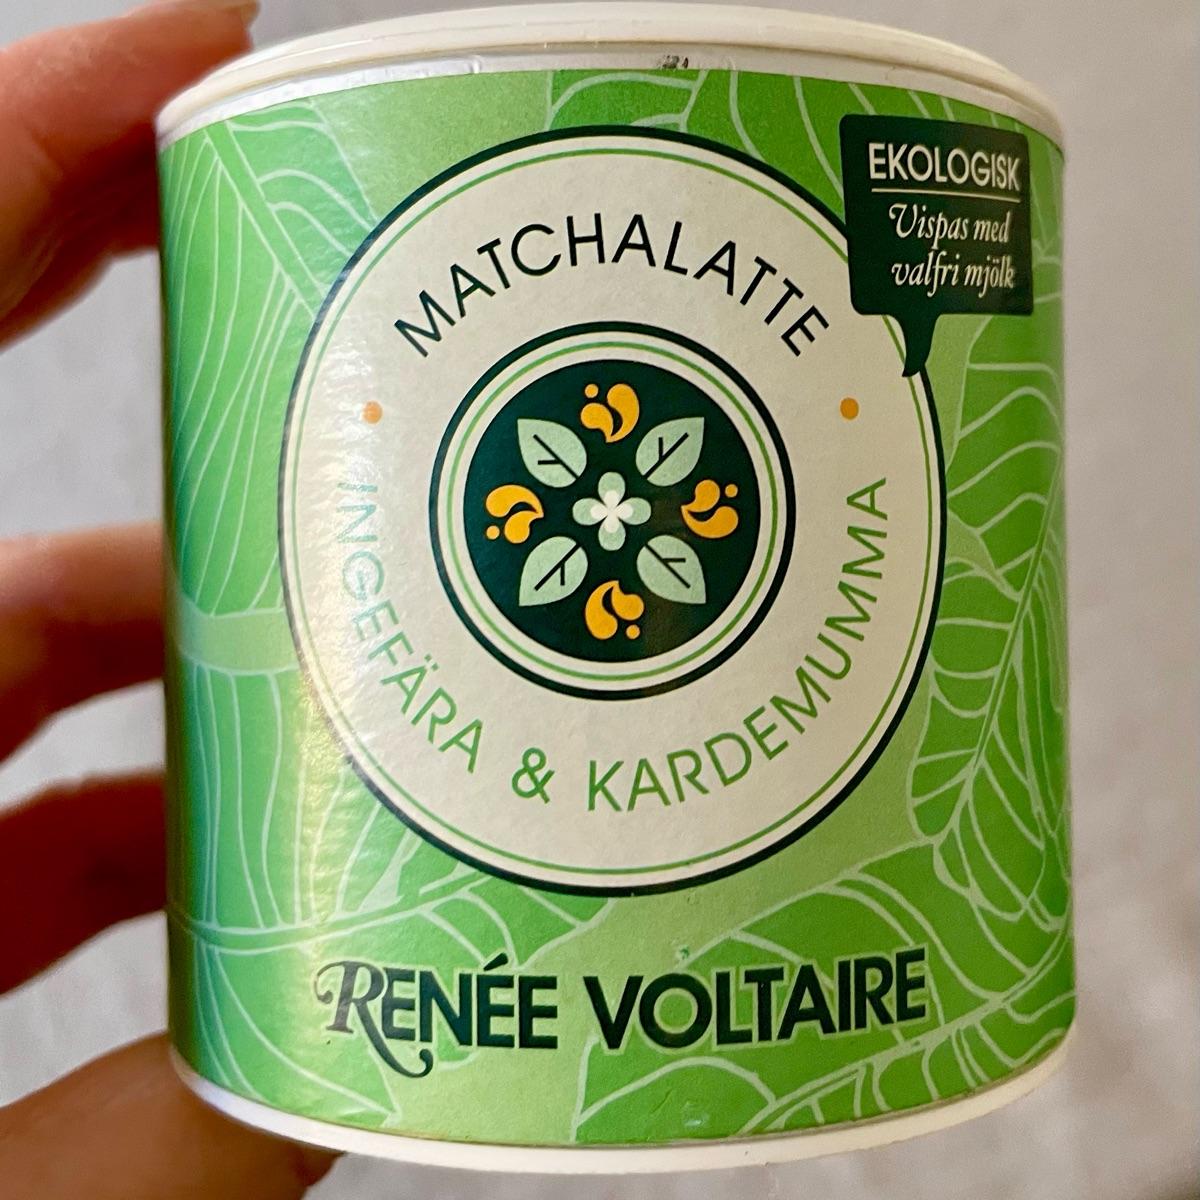 EKOLOGISK
Vispas med
valfri mjölk
MATCHALATTE
INGEFÄRA & KARDEMUMMA
RENÉE VOLTAIRE